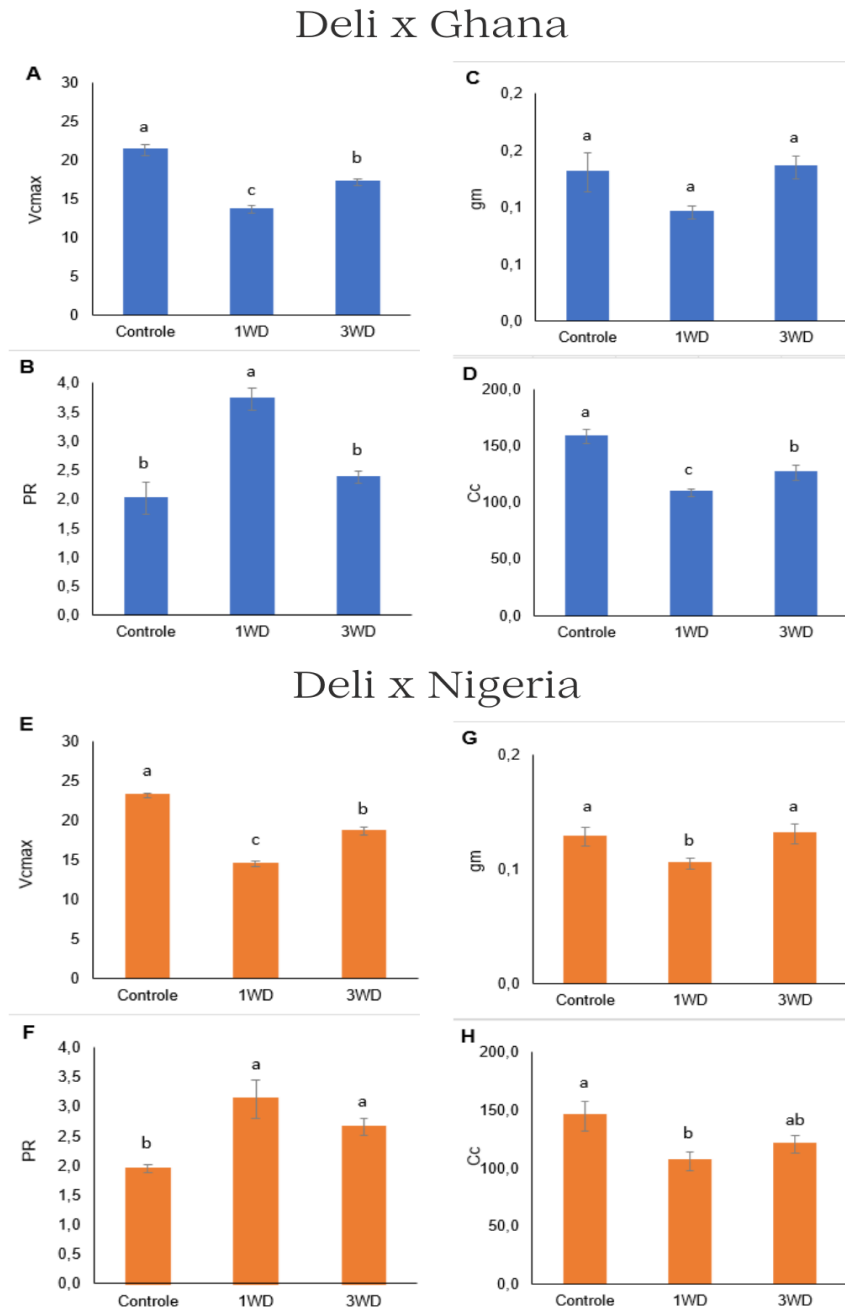 Deli x Ghana
A
30
25
20
15
10
5
0
Vcmax
a
c
b
Controle 1WD 3WD
C
0,2
0,2
0,1
0,1
0,0
gm
a
a
a
Controle 1WD 3WD
B
4,0
3,5
3,0
2,5
2,0
1,5
1,0
0,5
0,0
PR
b
a
b
Controle 1WD 3WD
D
200,0
150,0
100,0
50,0
0,0
Cc
a
c
b
Controle 1WD 3WD
Deli x Nigeria
E
30
25
20
15
10
5
0
Vcmax
a
c
b
Controle 1WD 3WD
G
0,2
0,1
0,0
gm
a
b
a
Controle 1WD 3WD
F
4,0
3,5
3,0
2,5
2,0
1,5
1,0
0,5
0,0
PR
b
a
a
Controle 1WD 3WD
H
200,0
150,0
100,0
50,0
0,0
Cc
a
b
ab
Controle 1WD 3WD